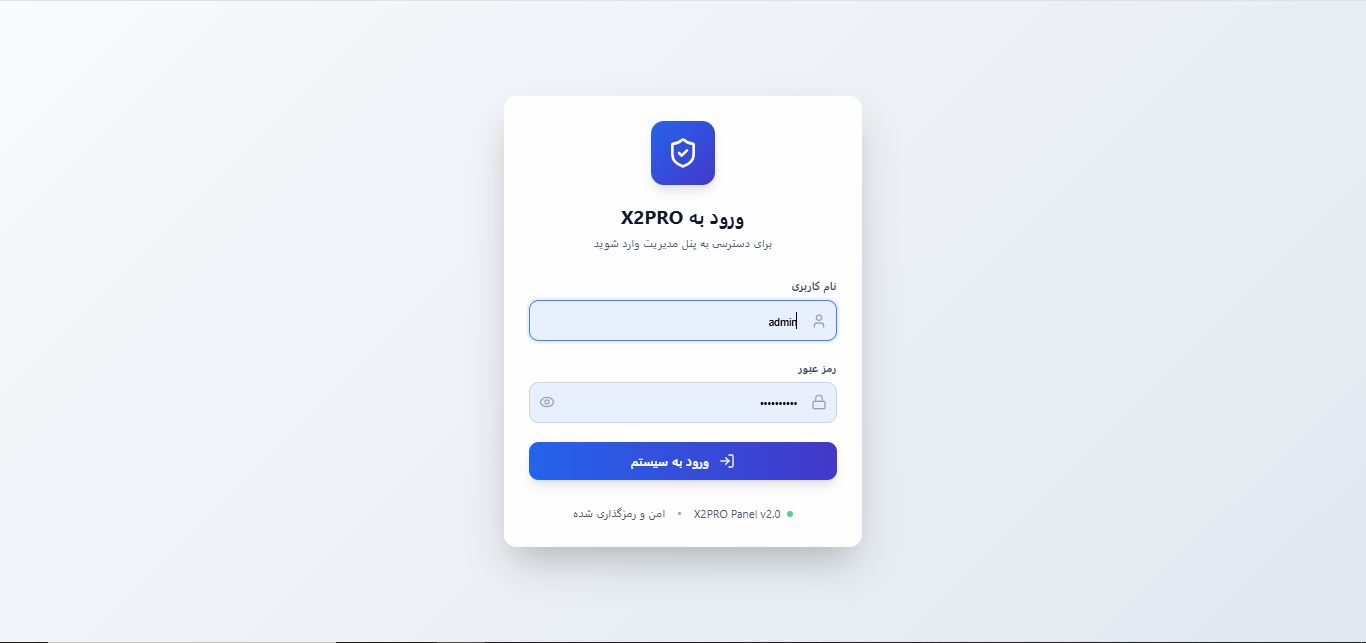 ورود به X2PRO
برای دسترسی به پنل مدیریت وارد شوید
نام کاربری
admin
رمز عبور
••••••••••
ورود به سیستم
X2PRO Panel v2.0 • امن و رمزگذاری شده